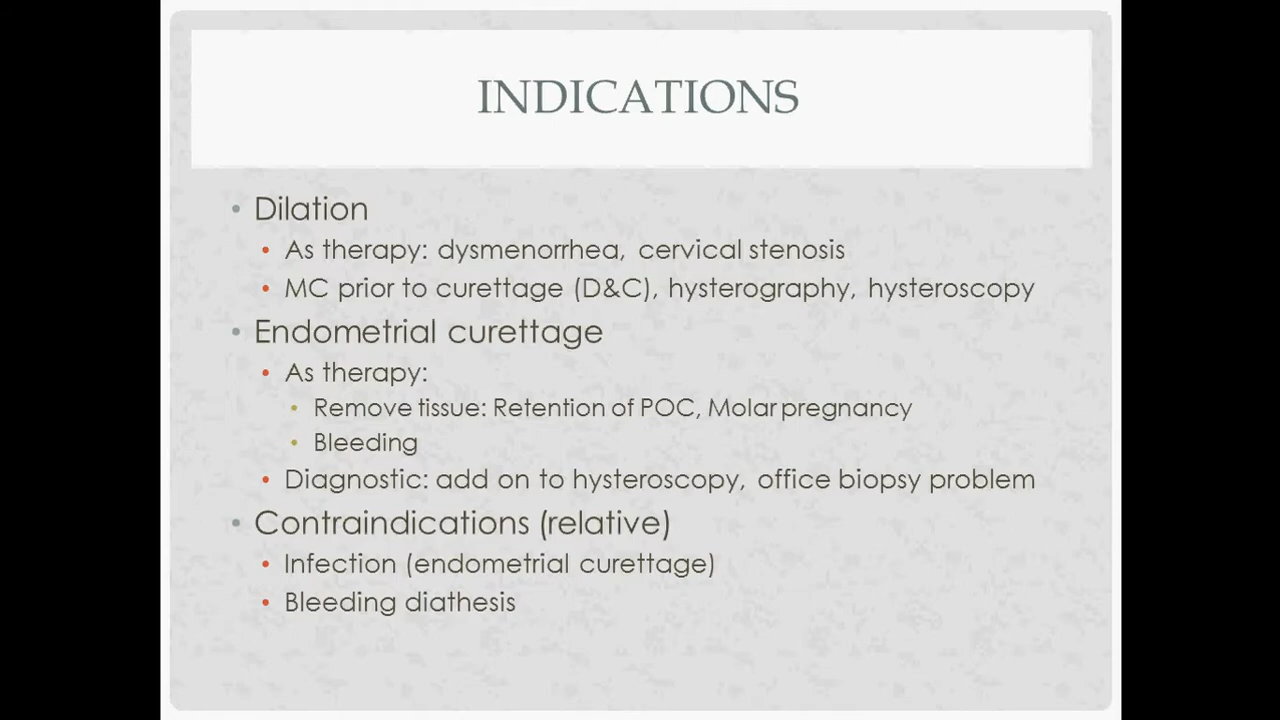 INDICATIONS
• Dilation
• As therapy: dysmenorrhea, cervical stenosis
• MC prior to curettage (D&C), hysterography, hysteroscopy
• Endometrial curettage
• As therapy:
• Remove tissue: Retention of POC, Molar pregnancy
• Bleeding
• Diagnostic: add on to hysteroscopy, office biopsy problem
• Contraindications (relative)
• Infection (endometrial curettage)
• Bleeding diathesis